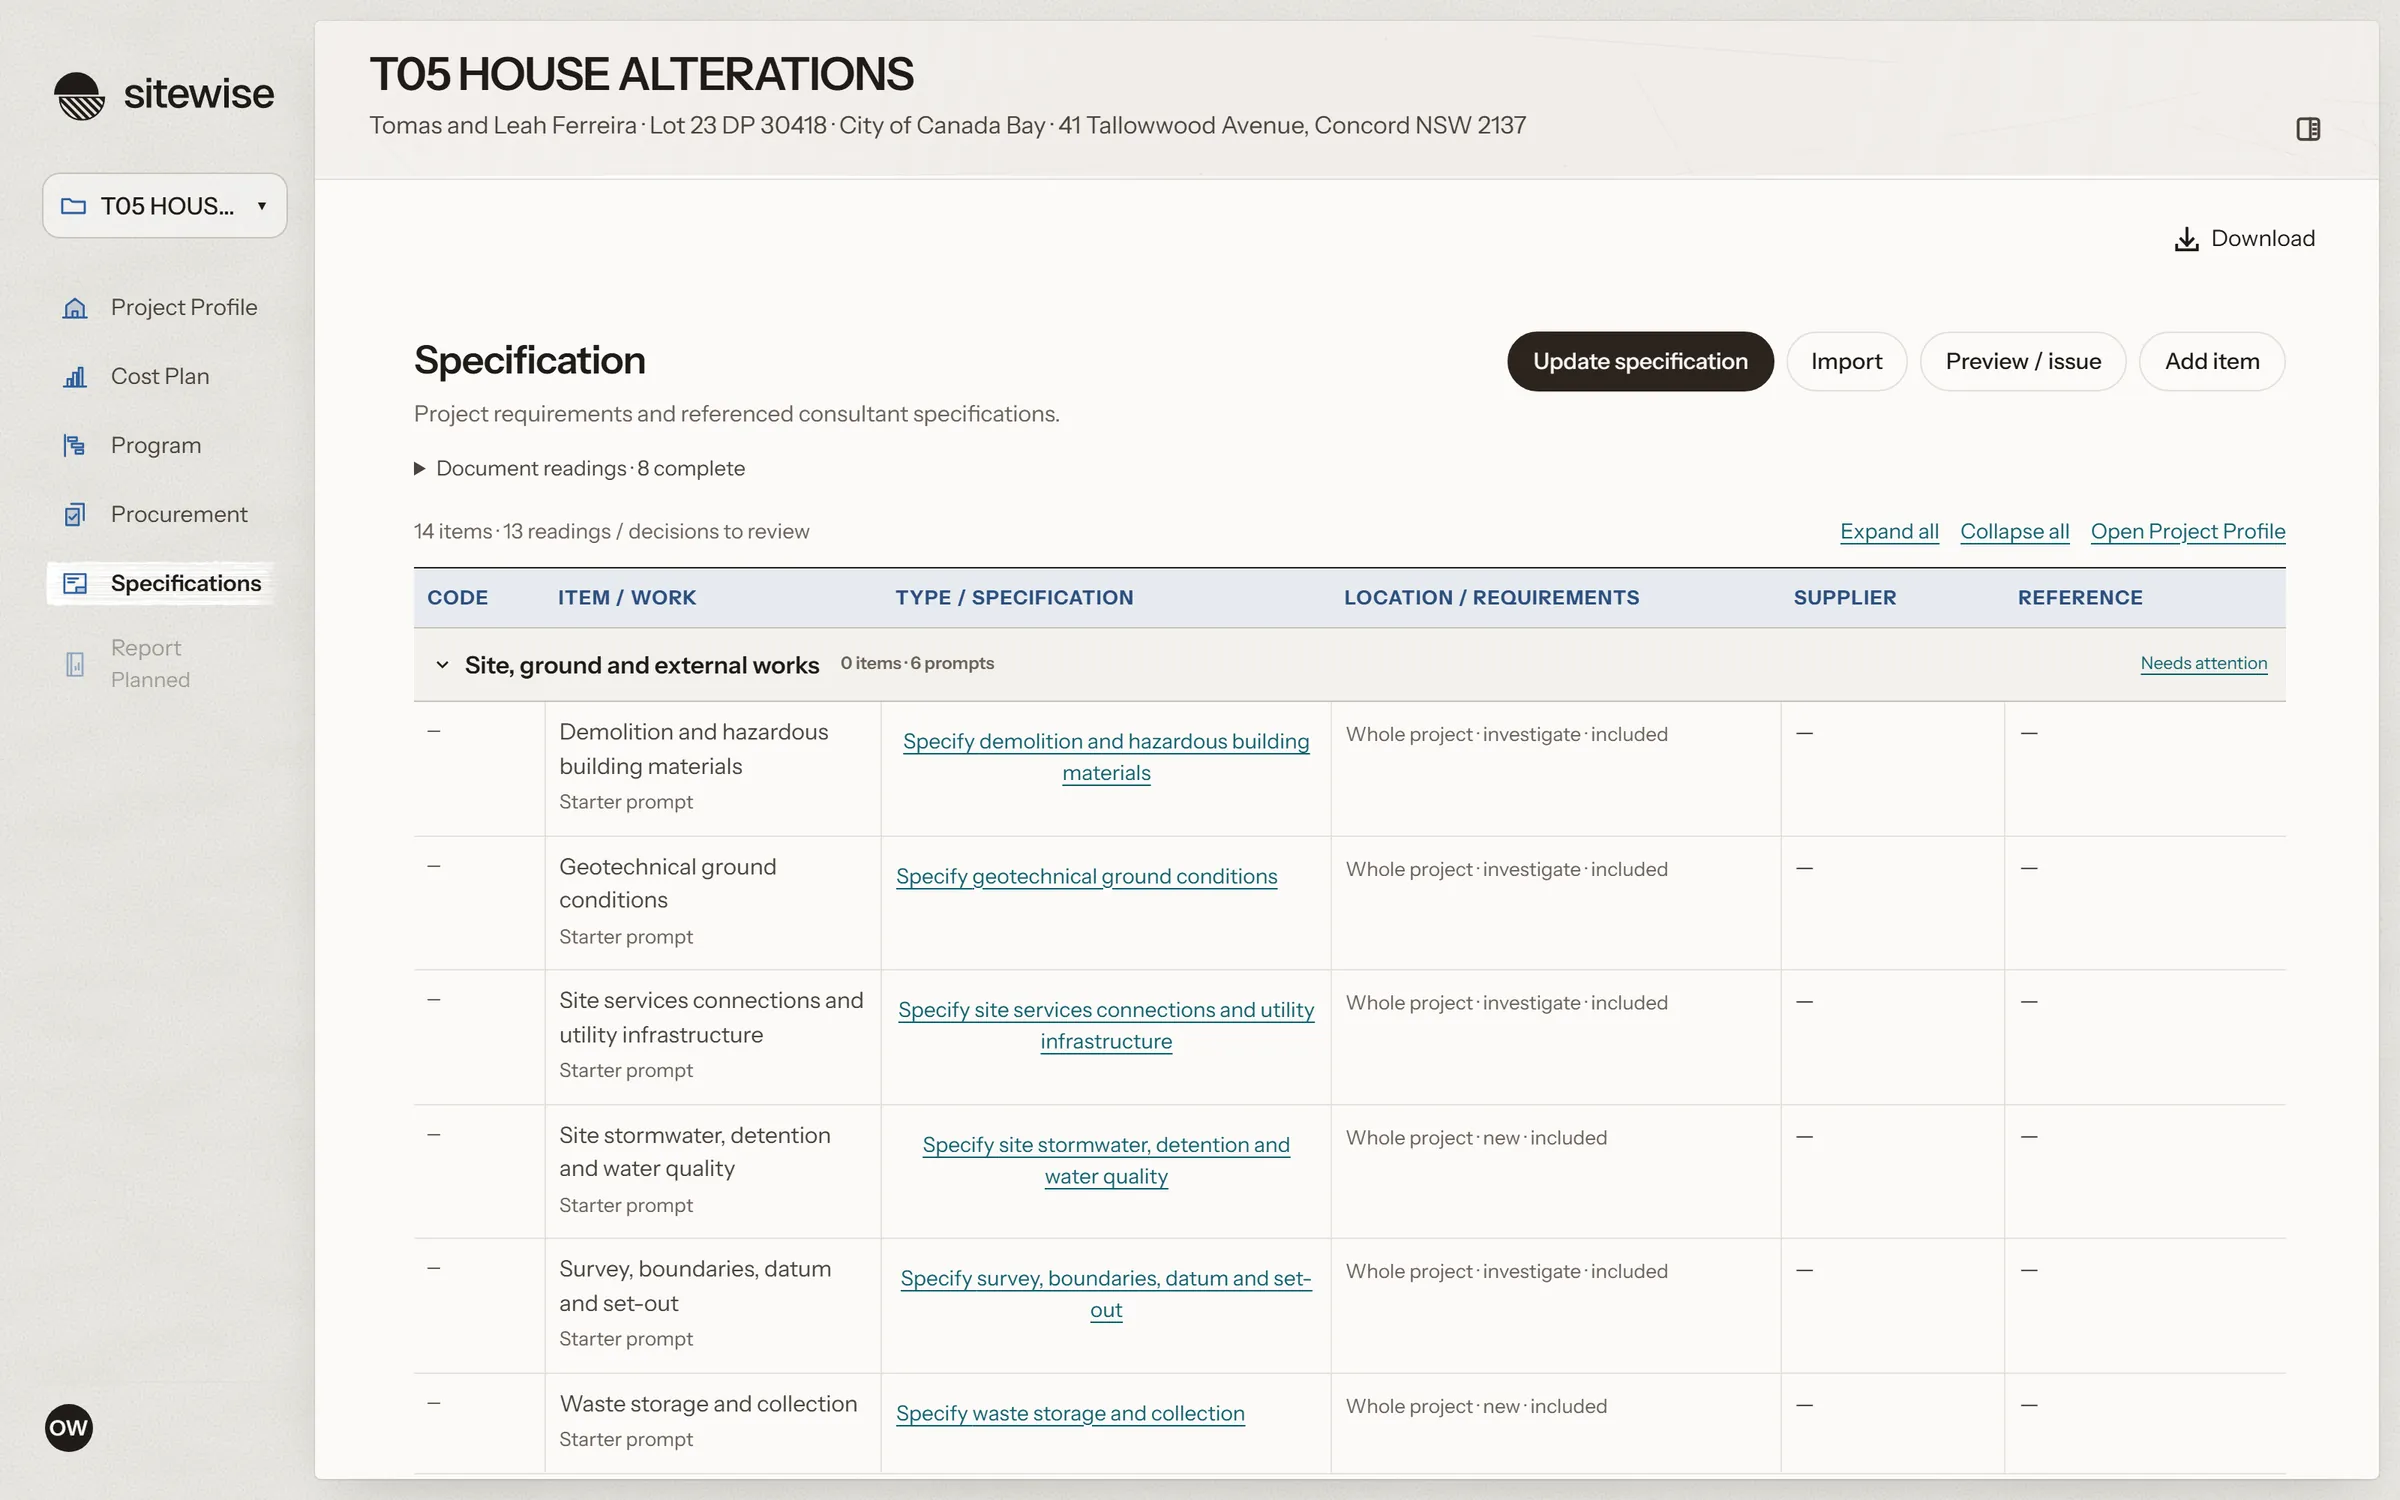 sitewise
T05 HOUS...
Project Profile
Cost Plan
Program
Procurement
Specifications
Report
Planned
OW
T05 HOUSE ALTERATIONS
Tomas and Leah Ferreira · Lot 23 DP 30418 · City of Canada Bay · 41 Tallowwood Avenue, Concord NSW 2137
Download
Specification
Update specification
Import
Preview / issue
Add item
Project requirements and referenced consultant specifications.
Document readings · 8 complete
14 items · 13 readings / decisions to review
Expand all
Collapse all
Open Project Profile
CODE
ITEM / WORK
TYPE / SPECIFICATION
LOCATION / REQUIREMENTS
SUPPLIER
REFERENCE
Site, ground and external works
0 items · 6 prompts
Needs attention
–
Demolition and hazardous
building materials
Starter prompt
Specify demolition and hazardous building
materials
Whole project · investigate · included
—
—
–
Geotechnical ground
conditions
Starter prompt
Specify geotechnical ground conditions
Whole project · investigate · included
—
—
–
Site services connections and
utility infrastructure
Starter prompt
Specify site services connections and utility
infrastructure
Whole project · investigate · included
—
—
–
Site stormwater, detention
and water quality
Starter prompt
Specify site stormwater, detention and
water quality
Whole project · new · included
—
—
–
Survey, boundaries, datum
and set-out
Starter prompt
Specify survey, boundaries, datum and set-
out
Whole project · investigate · included
—
—
–
Waste storage and collection
Starter prompt
Specify waste storage and collection
Whole project · new · included
—
—